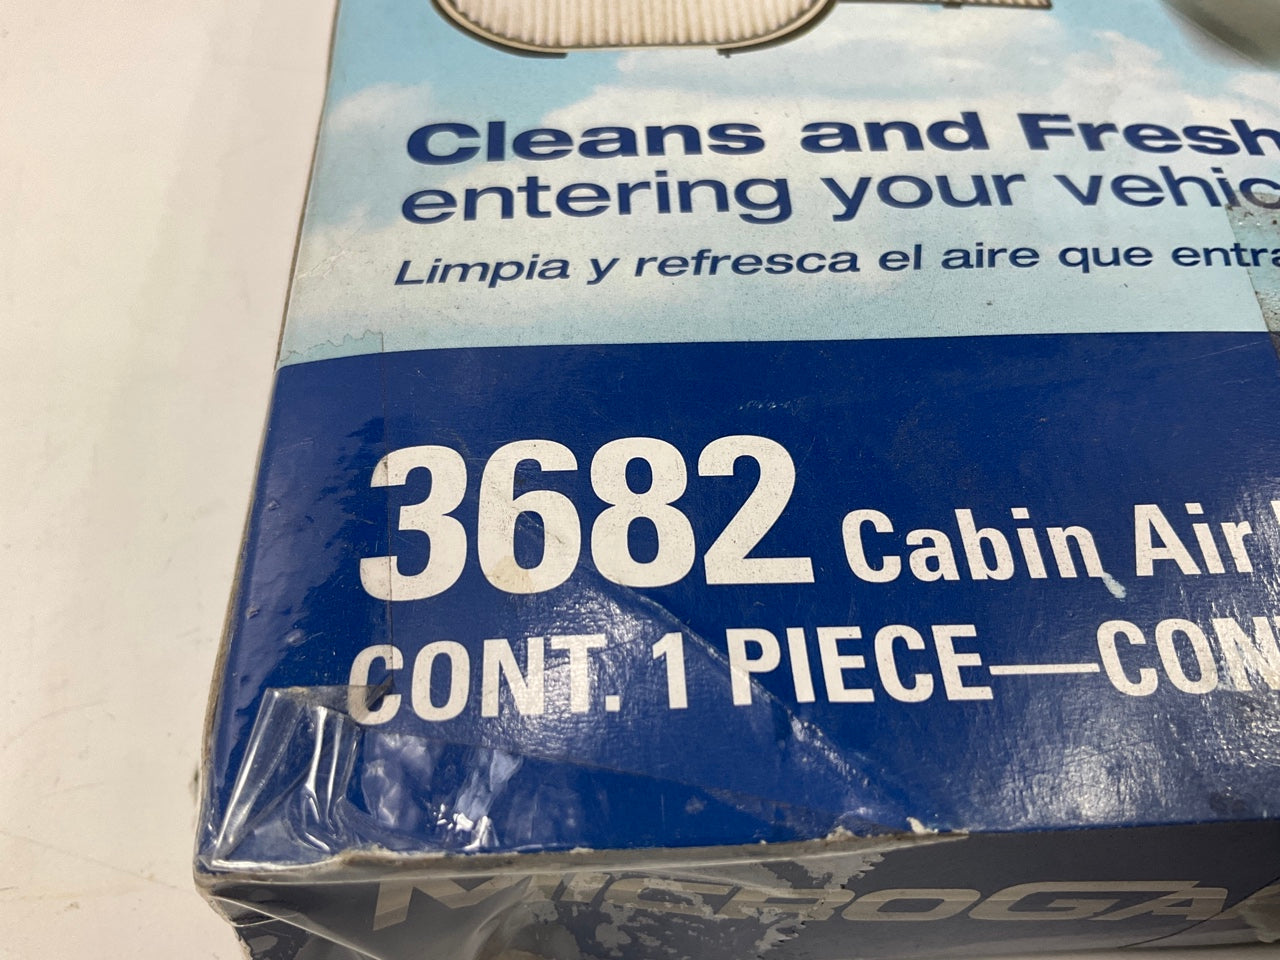 Cleans and Fresh
entering your vehic
Limpia y refresca el aire que entra
3682 Cabin Air
CONT. 1 PIECE—CON
MICROGA